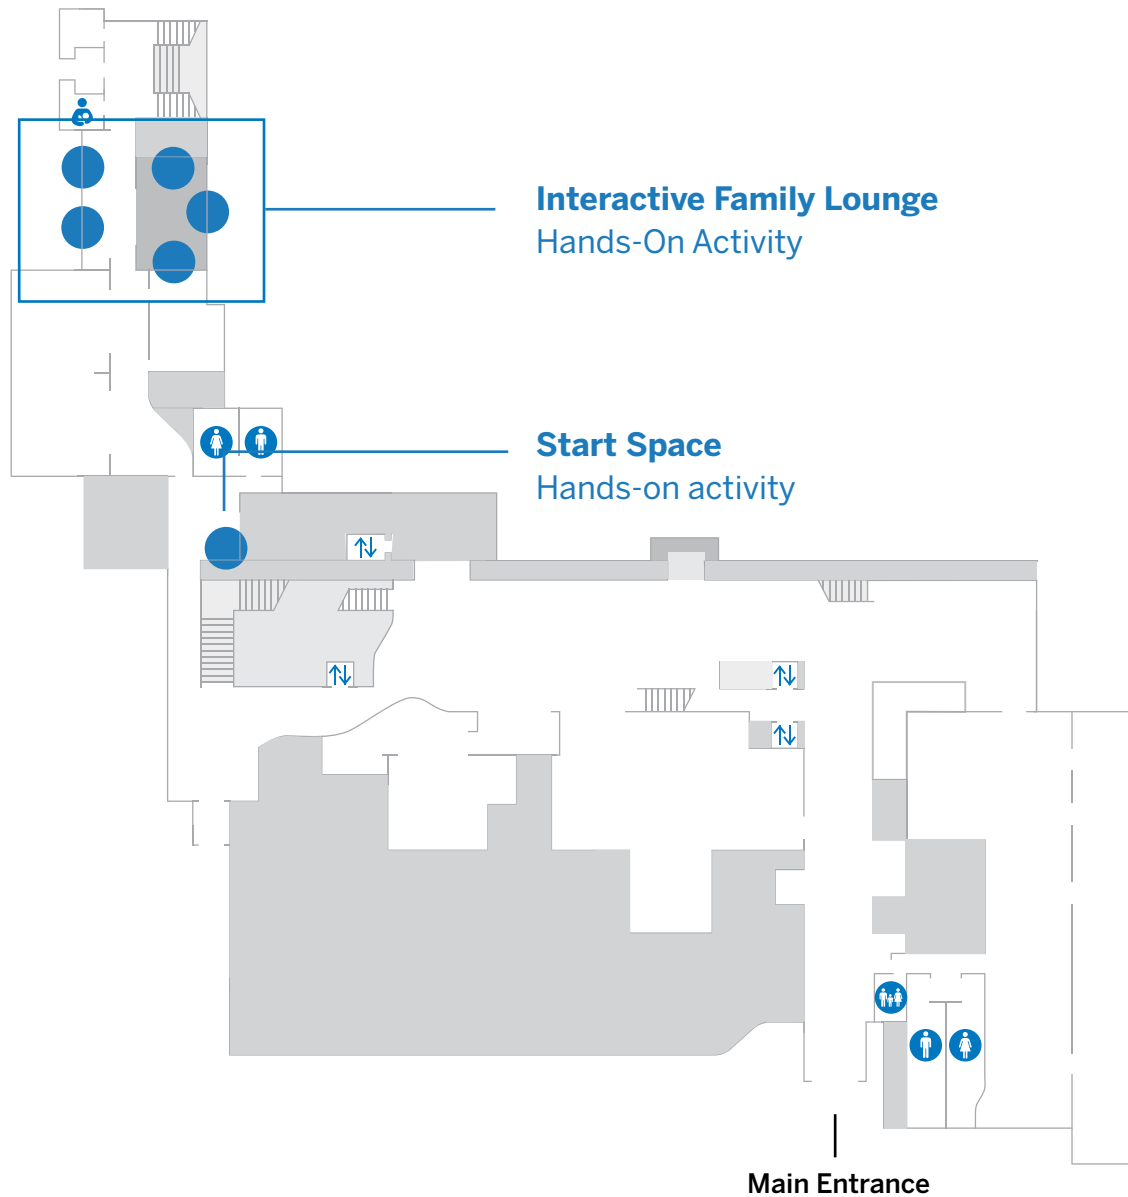 Interactive Family Lounge
Hands-On Activity
Start Space
Hands-on activity
Main Entrance